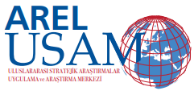 AREL
USAM
ULUSLARARASI STRATEJİK ARAŞTIRMALAR
UYGULAMA ve ARAŞTIRMA MERKEZİ